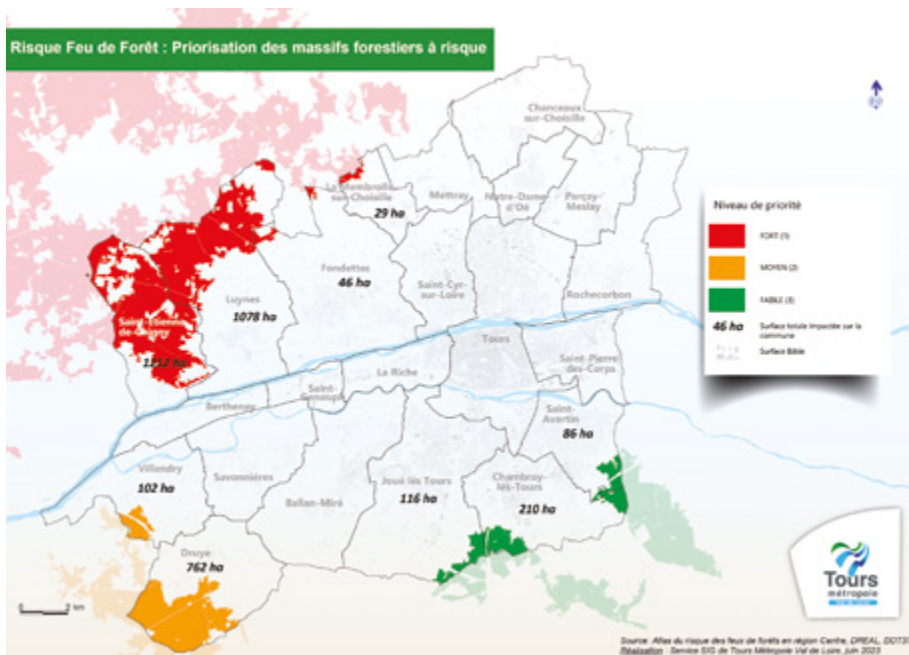 Risque Feu de Forêt : Priorisation des massifs forestiers à risque
Chanceaux
sur-Choisille
La Membrolle
sur-Choisille
Mettray
Notre-Dame
d'Oé
Parçay-
Meslay
29 ha
Fondettes
46 ha
Saint-Cyr
sur-Loire
Luynes
1078 ha
Rochecorbon
Saint-Etienne
de-Chigny
1212 ha
Tours
La Riche
Saint-Pierre
des-Corps
Saint-
Genouph
Berthenay
Saint-
Avertin
86 ha
Villandry
102 ha
Savonnières
Ballan-Miré
Joué lès Tours
116 ha
Chambray-
lès-Tours
210 ha
Druye
762 ha
Niveau de priorité
FORT (1)
MOYEN (2)
FAIBLE (3)
46 ha
Surface totale impactée sur la
commune
Surface Bâtie
0 2 km
Tours
métropole
Source: Atlas du risque des feux de forêts en région Centre, DREAL, DDT37
Réalisation : Service SIG de Tours Métropole Val de Loire, juin 2023